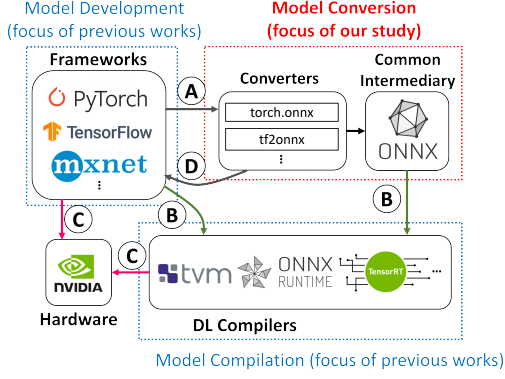 Model Development
(focus of previous works)
Model Conversion
(focus of our study)
Frameworks
PyTorch
TensorFlow
mxnet
⋮
A
D
Converters
torch.onnx
tf2onnx
⋮
Common
Intermediary
ONNX
C
B
B
NVIDIA
Hardware
C
tvm
ONNX
RUNTIME
TensorRT
...
DL Compilers
Model Compilation (focus of previous works)